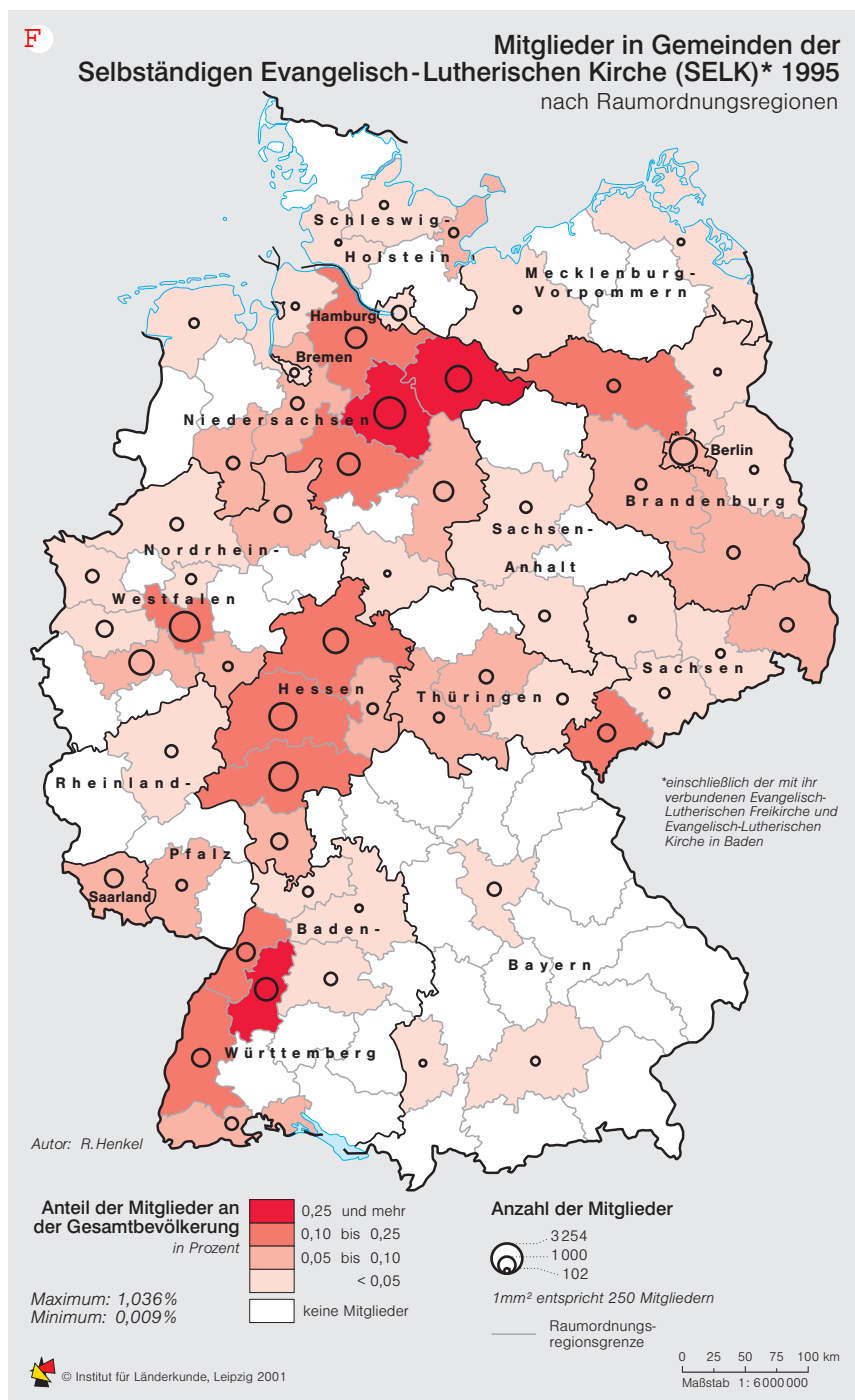 F
Mitglieder in Gemeinden der
Selbständigen Evangelisch-Lutherischen Kirche (SELK)* 1995
nach Raumordnungsregionen
Schleswig-
Holstein
Mecklenburg-
Vorpommern
Hamburg
Bremen
Niedersachsen
Berlin
Brandenburg
Sachsen-
Anhalt
Nordrhein-
Westfalen
Sachsen
Hessen
Thüringen
Rheinland-
Pfalz
*einschließlich der mit ihr
verbundenen Evangelisch-
Lutherischen Freikirche und
Evangelisch-Lutherischen
Kirche in Baden
Saarland
Baden-
Bayern
Württemberg
Autor: R. Henkel
Anteil der Mitglieder an
der Gesamtbevölkerung
in Prozent
0,25 und mehr
0,10 bis 0,25
0,05 bis 0,10
< 0,05
keine Mitglieder
Maximum: 1,036%
Minimum: 0,009%
Anzahl der Mitglieder
3254
1000
102
1mm² entspricht 250 Mitgliedern
Raumordnungs-
regionsgrenze
© Institut für Länderkunde, Leipzig 2001
0 25 50 75 100 km
Maßstab 1: 6000000